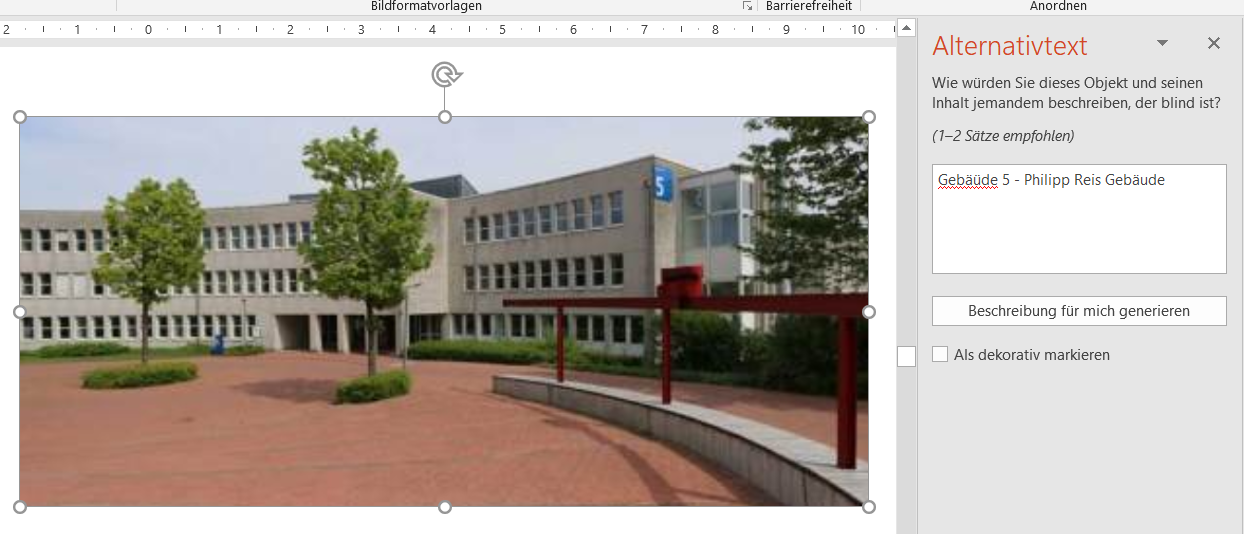 Bildformatvorlagen
Barrierefreiheit
Anordnen
2 1 0 1 2 3 4 5 6 7 8 9 10
Alternativtext
Wie würden Sie dieses Objekt und seinen
Inhalt jemandem beschreiben, der blind ist?
(1–2 Sätze empfohlen)
Gebäüde 5 - Philipp Reis Gebäude
Beschreibung für mich generieren
Als dekorativ markieren
5
5